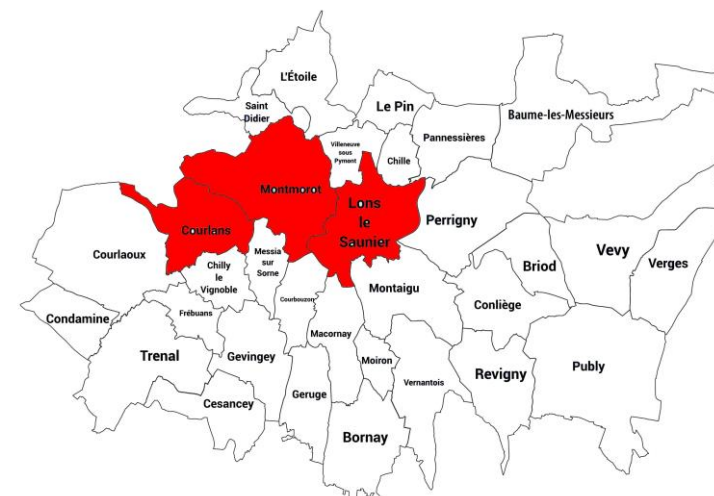 L'Étoile
Saint
Didier
Le Pin
Baume-les-Messieurs
Villeneuve
sous
Pymont
Chille
Pannessières
Montmorot
Lons
le
Saunier
Perrigny
Courlans
Courlaoux
Messia
sur
Sorne
Chilly
le
Vignoble
Briod
Vevy
Verges
Montaigu
Condamine
Frébuans
Courbouzon
Conliège
Macornay
Trenal
Gevingey
Moiron
Vernantois
Revigny
Publy
Cesancey
Geruge
Bornay